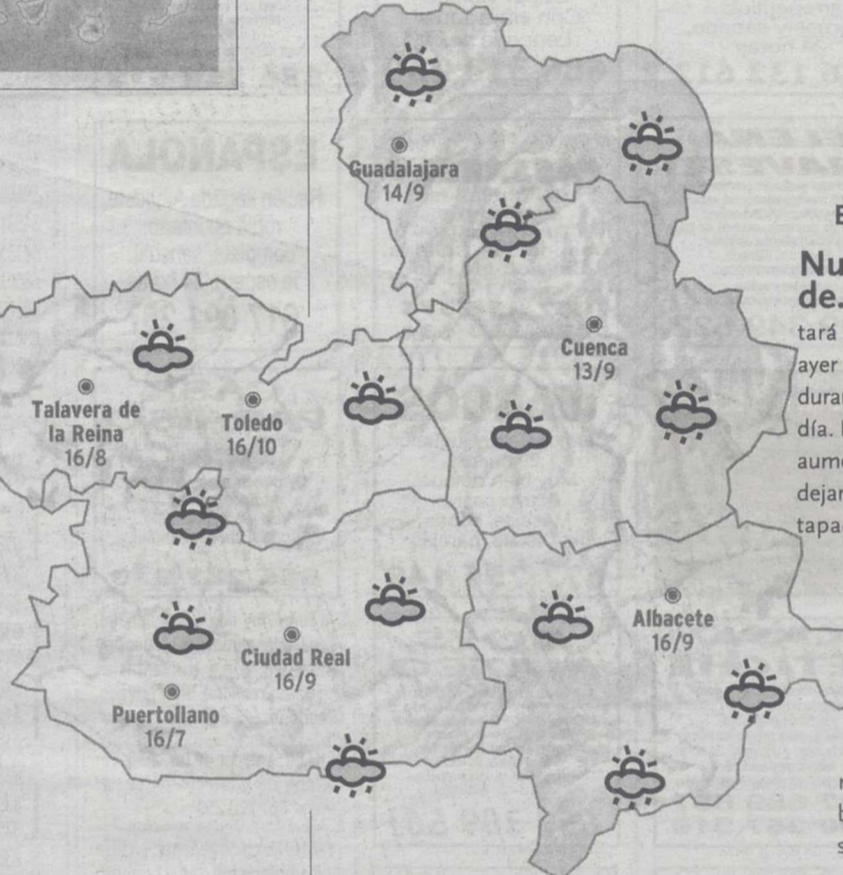 Guadalajara
14/9
Cuenca
13/9
Talavera de
la Reina
16/8
Toledo
16/10
Ciudad Real
16/9
Puertollano
16/7
Albacete
16/9
Nu
de.
tará
ayer
dura
día.
aume
dejar
tapa